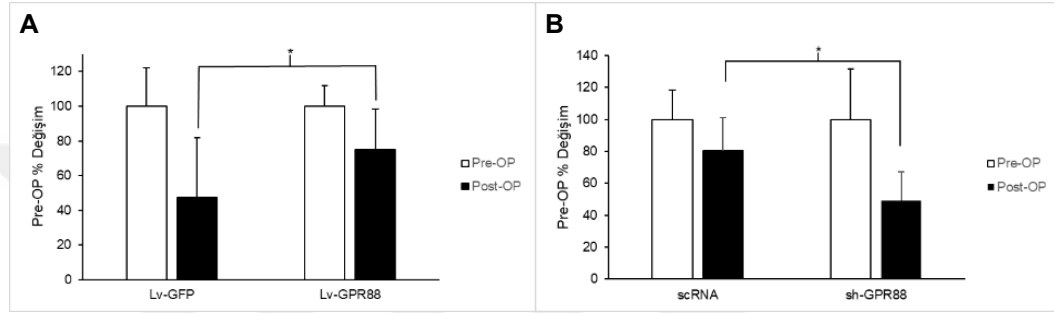 A
*
Pre-OP % Değişim
120
100
80
60
40
20
0
Lv-GFP
Lv-GPR88
Pre-OP
Post-OP
B
*
Pre-OP % Değişim
140
120
100
80
60
40
20
0
scRNA
sh-GPR88
Pre-OP
Post-OP